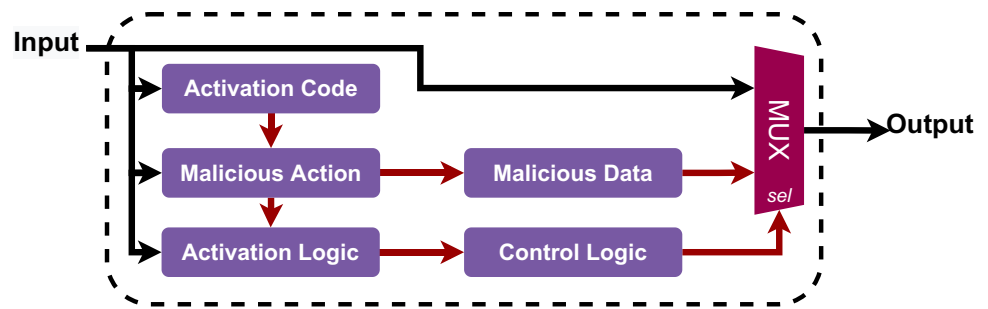 Input
Activation Code
Malicious Action
Malicious Data
Activation Logic
Control Logic
MUX
sel
Output